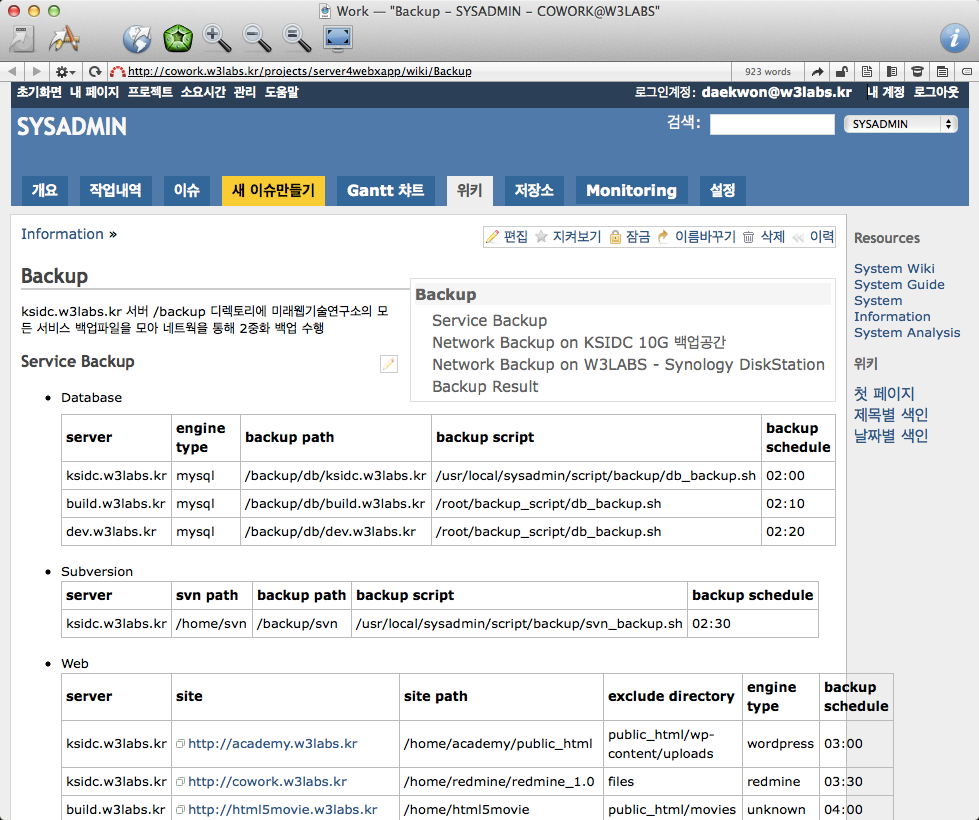 Work — "Backup - SYSADMIN - COWORK@W3LABS"
http://cowork.w3labs.kr/projects/server4webxapp/wiki/Backup 923 words
초기화면 내 페이지 프로젝트 소요시간 관리 도움말 로그인계정: daekwon@w3labs.kr 내 계정 로그아웃
SYSADMIN 검색: SYSADMIN
개요 작업내역 이슈 새 이슈만들기 Gantt 챠트 위키 저장소 Monitoring 설정
Information » 편집 지켜보기 잠금 이름바꾸기 삭제 이력
Backup
ksidc.w3labs.kr 서버 /backup 디렉토리에 미래웹기술연구소의 모
든 서비스 백업파일을 모아 네트웍을 통해 2중화 백업 수행
Backup
Service Backup
Network Backup on KSIDC 10G 백업공간
Network Backup on W3LABS - Synology DiskStation
Backup Result
Service Backup
• Database
server engine type backup path backup script backup schedule
ksidc.w3labs.kr mysql /backup/db/ksidc.w3labs.kr /usr/local/sysadmin/script/backup/db_backup.sh 02:00
build.w3labs.kr mysql /backup/db/build.w3labs.kr /root/backup_script/db_backup.sh 02:10
dev.w3labs.kr mysql /backup/db/dev.w3labs.kr /root/backup_script/db_backup.sh 02:20
• Subversion
server svn path backup path backup script backup schedule
ksidc.w3labs.kr /home/svn /backup/svn /usr/local/sysadmin/script/backup/svn_backup.sh 02:30
• Web
server site site path exclude directory engine type backup schedule
ksidc.w3labs.kr http://academy.w3labs.kr /home/academy/public_html public_html/wp-content/uploads wordpress 03:00
ksidc.w3labs.kr http://cowork.w3labs.kr /home/redmine/redmine_1.0 files redmine 03:30
build.w3labs.kr http://html5movie.w3labs.kr /home/html5movie public_html/movies unknown 04:00
Resources
System Wiki
System Guide
System
Information
System Analysis
위키
첫 페이지
제목별 색인
날짜별 색인